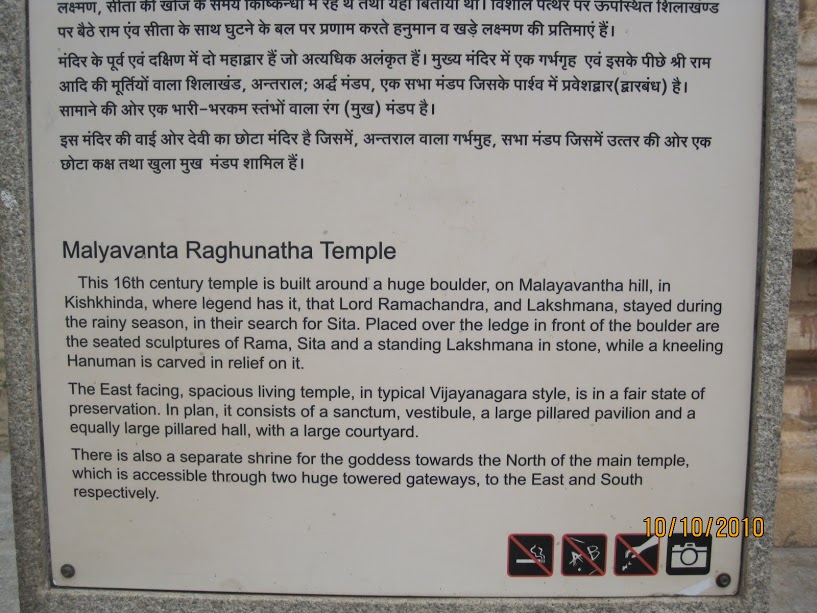 लक्ष्मण, सीता की खोज के समय किष्किन्धा में रहे थे तथा यहाँ बिताया था। विशाल पत्थर पर ऊपस्थित शिलाखण्ड
पर बैठे राम एंव सीता के साथ घुटने के बल पर प्रणाम करते हनुमान व खड़े लक्ष्मण की प्रतिमाएं हैं।
मंदिर के पूर्व एवं दक्षिण में दो महाद्वार हैं जो अत्यधिक अलंकृत हैं। मुख्य मंदिर में एक गर्भगृह एवं इसके पीछे श्री राम
आदि की मूर्तियों वाला शिलाखंड, अन्तराल; अर्द्ध मंडप, एक सभा मंडप जिसके पार्श्व में प्रवेशद्वार(द्वारबंध) है।
सामाने की ओर एक भारी-भरकम स्तंभों वाला रंग (मुख) मंडप है।
इस मंदिर की वाई ओर देवी का छोटा मंदिर है जिसमें, अन्तराल वाला गर्भमुह, सभा मंडप जिसमें उत्तर की ओर एक
छोटा कक्ष तथा खुला मुख मंडप शामिल हैं।
Malyavanta Raghunatha Temple
This 16th century temple is built around a huge boulder, on Malayavantha hill, in
Kishkhinda, where legend has it, that Lord Ramachandra, and Lakshmana, stayed during
the rainy season, in their search for Sita. Placed over the ledge in front of the boulder are
the seated sculptures of Rama, Sita and a standing Lakshmana in stone, while a kneeling
Hanuman is carved in relief on it.
The East facing, spacious living temple, in typical Vijayanagara style, is in a fair state of
preservation. In plan, it consists of a sanctum, vestibule, a large pillared pavilion and a
equally large pillared hall, with a large courtyard.
There is also a separate shrine for the goddess towards the North of the main temple,
which is accessible through two huge towered gateways, to the East and South
respectively.
A B
10/10/2010